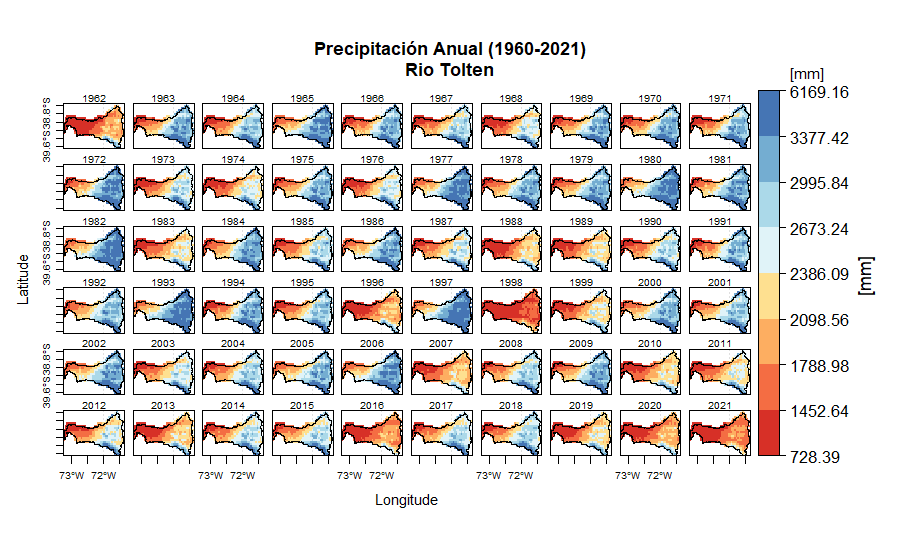 Precipitación Anual (1960-2021)
Rio Tolten
[mm]
1962 1963 1964 1965 1966 1967 1968 1969 1970 1971
1972 1973 1974 1975 1976 1977 1978 1979 1980 1981
1982 1983 1984 1985 1986 1987 1988 1989 1990 1991
1992 1993 1994 1995 1996 1997 1998 1999 2000 2001
2002 2003 2004 2005 2006 2007 2008 2009 2010 2011
2012 2013 2014 2015 2016 2017 2018 2019 2020 2021
39.6°S 38.8°S
39.6°S 38.8°S
39.6°S 38.8°S
Latitude
73°W 72°W 73°W 72°W 73°W 72°W 73°W 72°W 73°W 72°W
Longitude
6169.16
3377.42
2995.84
2673.24
2386.09
2098.56
1788.98
1452.64
728.39
[mm]